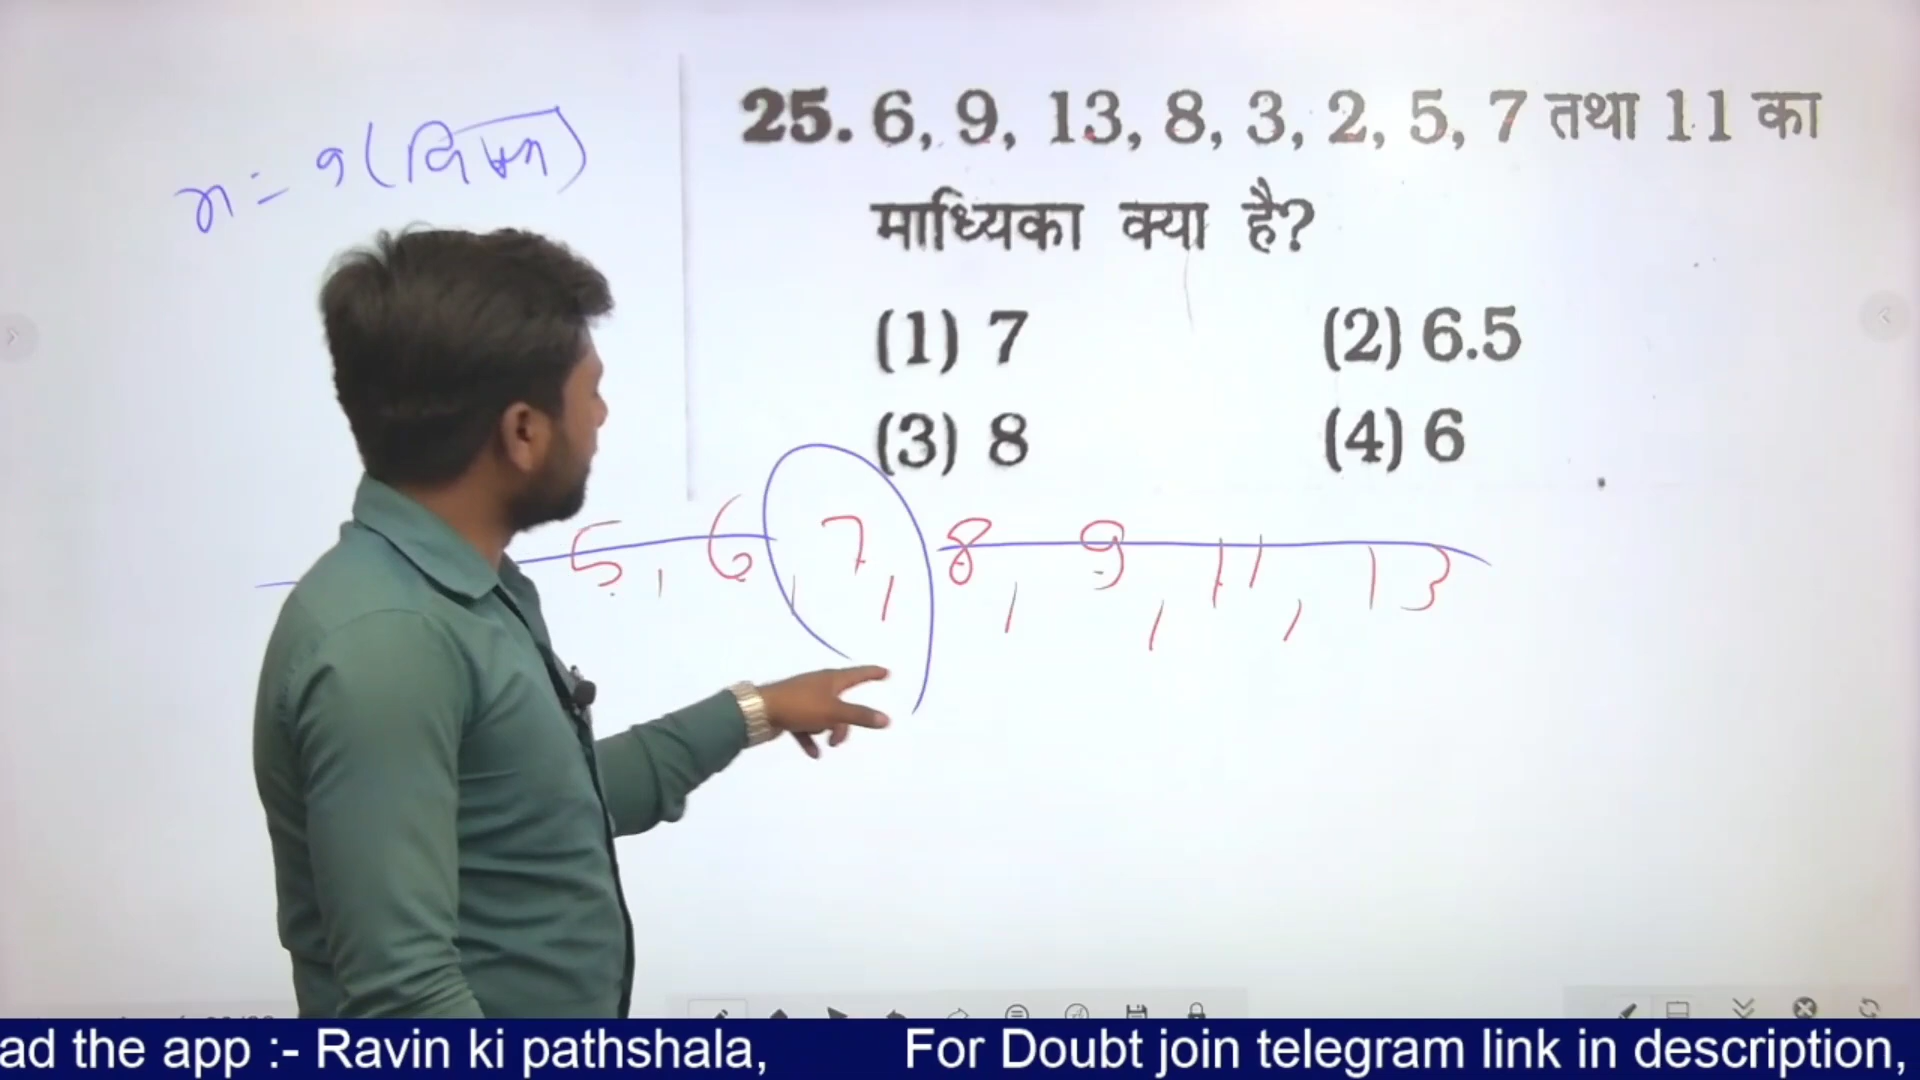 n = 9 (विषम)
25. 6, 9, 13, 8, 3, 2, 5, 7 तथा 11 का
माध्यिका क्या है?
(1) 7 (2) 6.5
(3) 8 (4) 6
5, 6, 7, 8, 9, 11, 13
ad the app :- Ravin ki pathshala, For Doubt join telegram link in description,